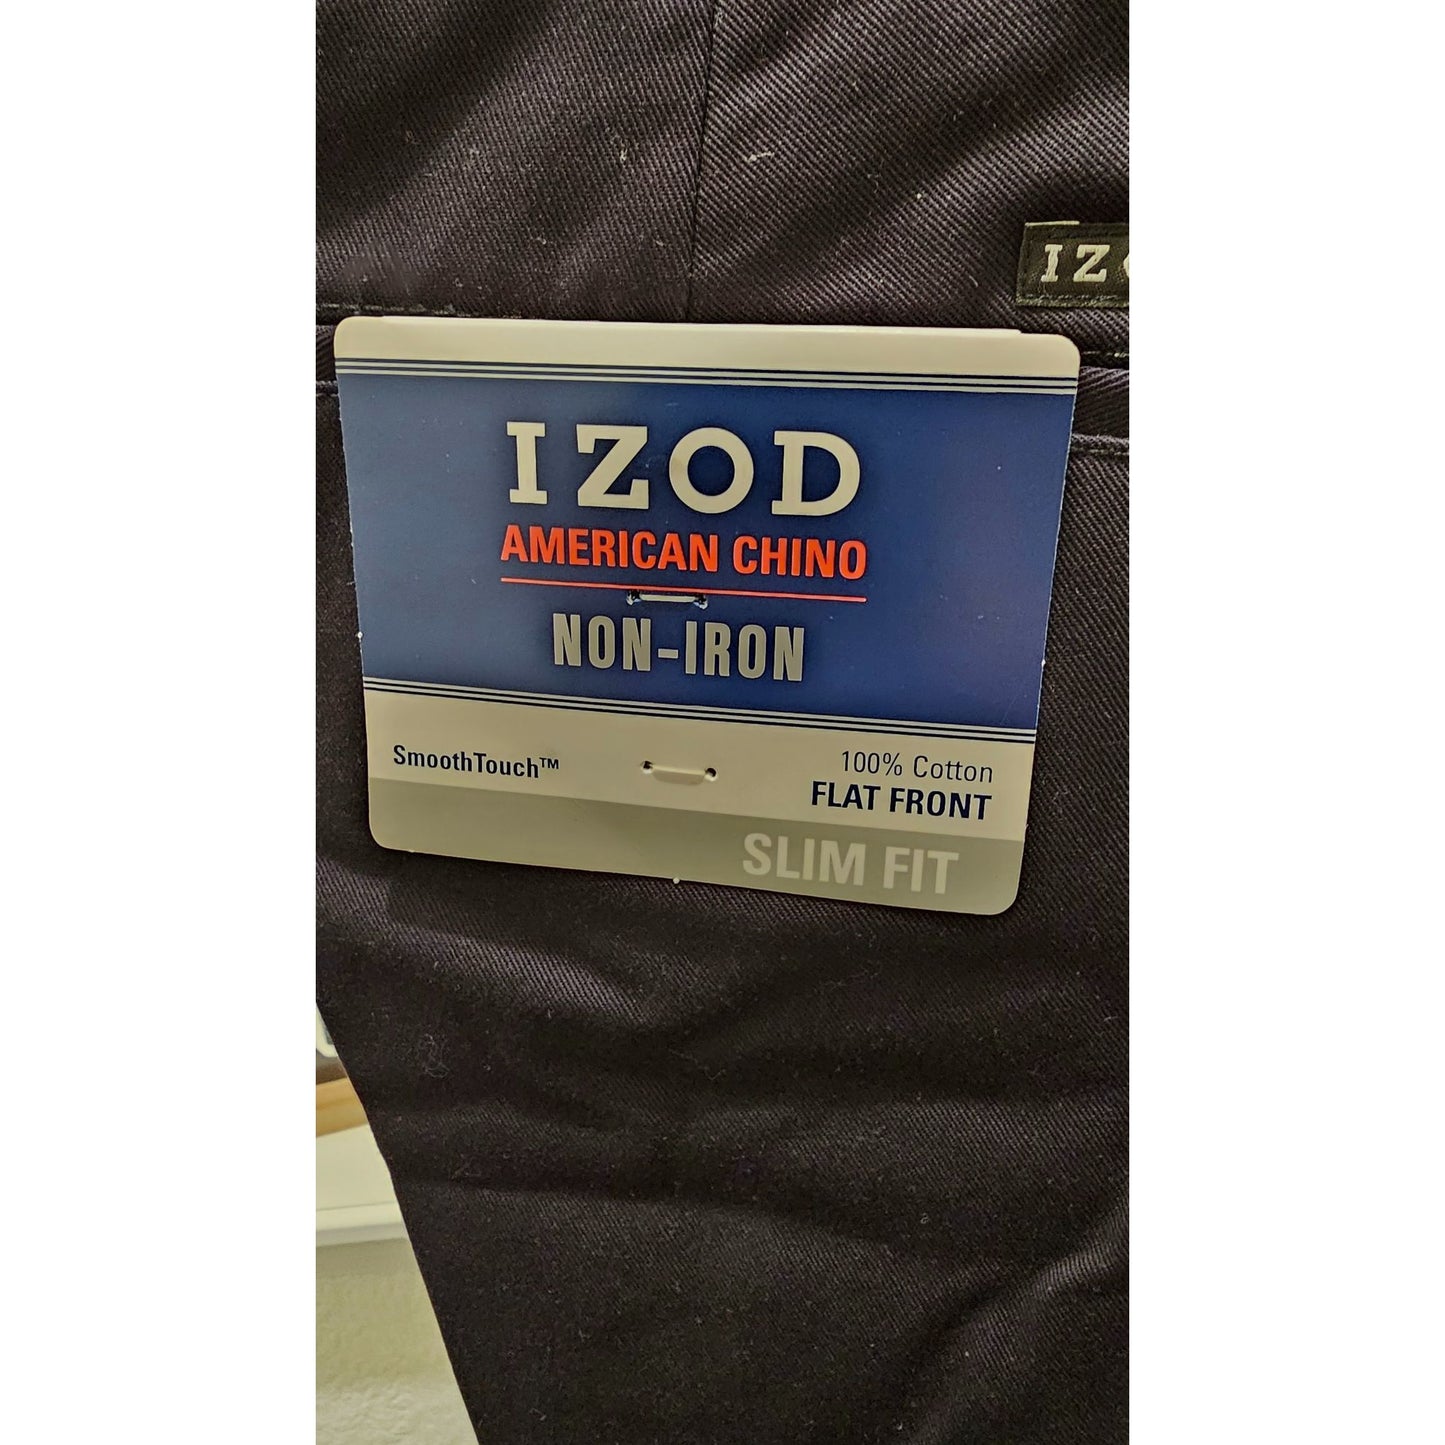 IZ
IZOD
AMERICAN CHINO
NON-IRON
SmoothTouch™
100% Cotton
FLAT FRONT
SLIM FIT